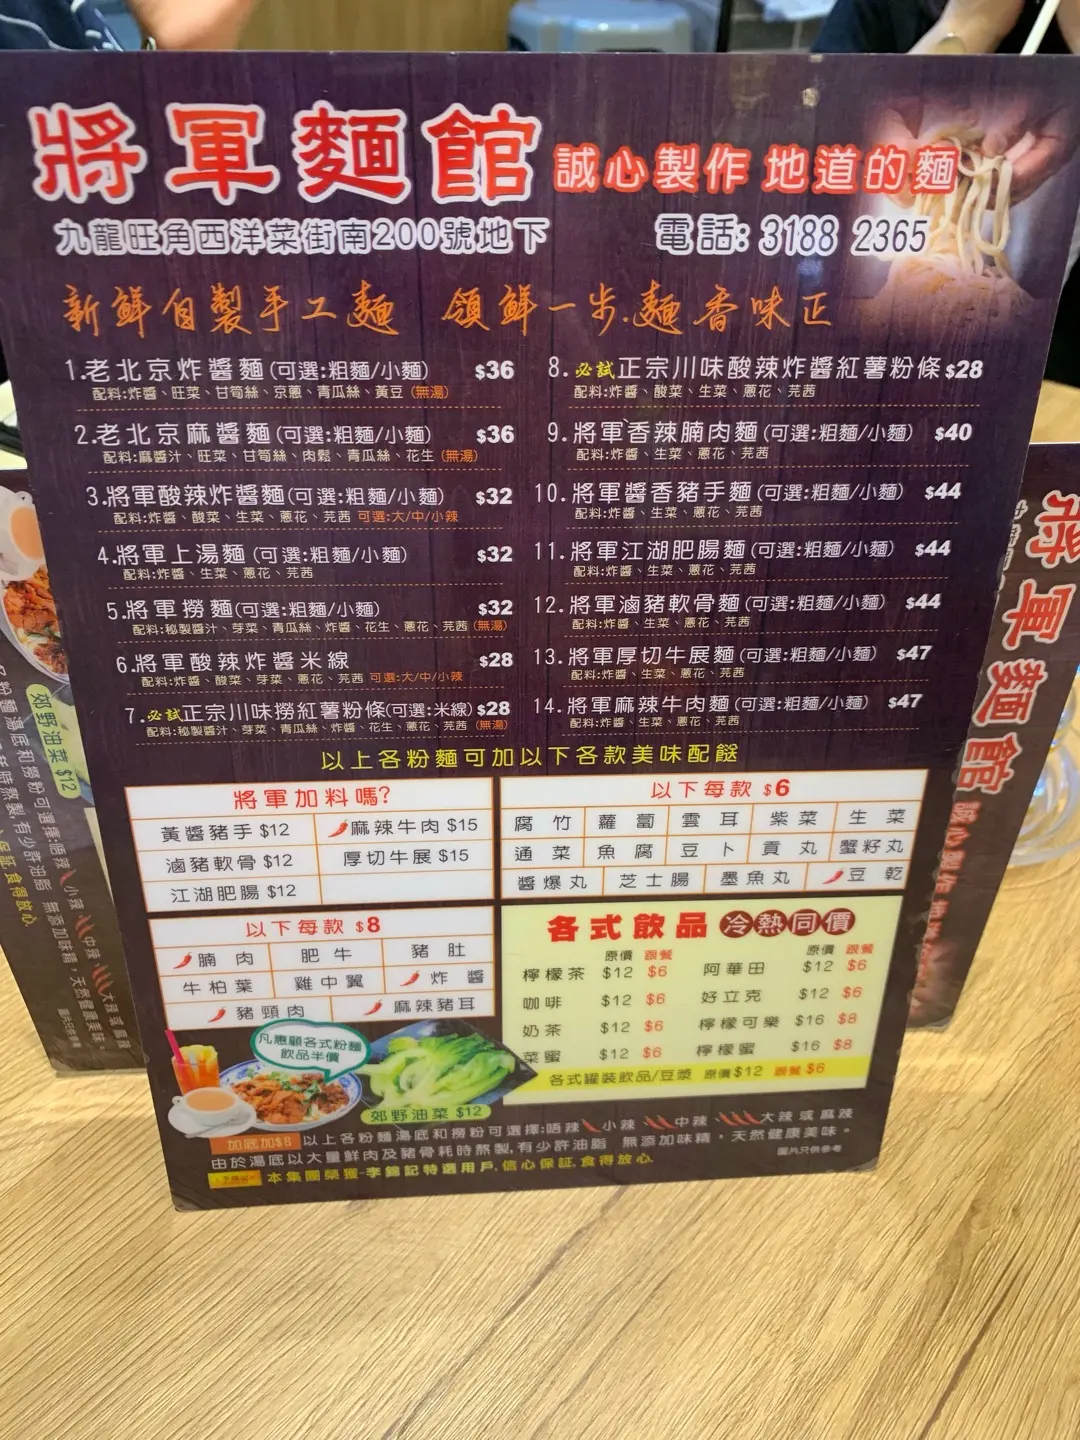 將軍麵館 誠心製作 地道的麵
九龍旺角西洋菜街南200號地下 電話: 3188 2365
新鮮自製手工麵 領鮮一步.麵香味正
1.老北京炸醬麵(可選:粗麵/小麵) $36
配料:炸醬、旺菜、甘筍絲、京蔥、青瓜絲、黃豆 (無湯)
2.老北京麻醬麵(可選:粗麵/小麵) $36
配料:麻醬汁、旺菜、甘筍絲、肉鬆、青瓜絲、花生 (無湯)
3.將軍酸辣炸醬麵(可選:粗麵/小麵) $32
配料:炸醬、酸菜、生菜、蔥花、芫茜 可選:大/中/小辣
4.將軍上湯麵(可選:粗麵/小麵) $32
配料:炸醬、生菜、蔥花、芫茜
5.將軍撈麵(可選:粗麵/小麵) $32
配料:秘製醬汁、芽菜、青瓜絲、炸醬、花生、蔥花、芫茜 (無湯)
6.將軍酸辣炸醬米線 $28
配料:炸醬、酸菜、芽菜、蔥花、芫茜 可選:大/中/小辣
7.必試正宗川味撈紅薯粉條(可選:米線) $28
配料:秘製醬汁、芽菜、青瓜絲、炸醬、花生、蔥花、芫茜 (無湯)
8.必試正宗川味酸辣炸醬紅薯粉條 $28
配料:炸醬、酸菜、生菜、蔥花、芫茜
9.將軍香辣腩肉麵(可選:粗麵/小麵) $40
配料:炸醬、生菜、蔥花、芫茜
10.將軍醬香豬手麵(可選:粗麵/小麵) $44
配料:炸醬、生菜、蔥花、芫茜
11.將軍江湖肥腸麵(可選:粗麵/小麵) $44
配料:炸醬、生菜、蔥花、芫茜
12.將軍滷豬軟骨麵(可選:粗麵/小麵) $44
配料:炸醬、生菜、蔥花、芫茜
13.將軍厚切牛展麵(可選:粗麵/小麵) $47
配料:炸醬、生菜、蔥花、芫茜
14.將軍麻辣牛肉麵(可選:粗麵/小麵) $47
配料:炸醬、生菜、蔥花、芫茜
以上各粉麵可加以下各款美味配餸
將軍加料嗎?
黃醬豬手 $12 麻辣牛肉 $15
滷豬軟骨 $12 厚切牛展 $15
江湖肥腸 $12
以下每款 $6
腐竹 蘿蔔 雲耳 紫菜 生菜
通菜 魚腐 豆卜 貢丸 蟹籽丸
醬爆丸 芝士腸 墨魚丸 豆乾
以下每款 $8
腩肉 肥牛 豬肚
牛柏葉 雞中翼 炸醬
豬頸肉 麻辣豬耳
各式飲品 冷熱同價
原價 跟餐 原價 跟餐
檸檬茶 $12 $6 阿華田 $12 $6
咖啡 $12 $6 好立克 $12 $6
奶茶 $12 $6 檸檬可樂 $16 $8
菜蜜 $12 $6 檸檬蜜 $16 $8
各式罐裝飲品/豆漿 原價$12 跟餐 $6
凡惠顧各式粉麵
飲品半價
郊野油菜 $12
加底加$8 以上各粉麵湯底和撈粉可選擇:唔辣、小辣、中辣、大辣或麻辣
由於湯底以大量鮮肉及豬骨耗時熬製,有少許油脂 無添加味精,天然健康美味。
圖片只供參考
本集團榮獲-李錦記特選用戶,信心保証,食得放心.
郊野油菜 $12
將軍麵館